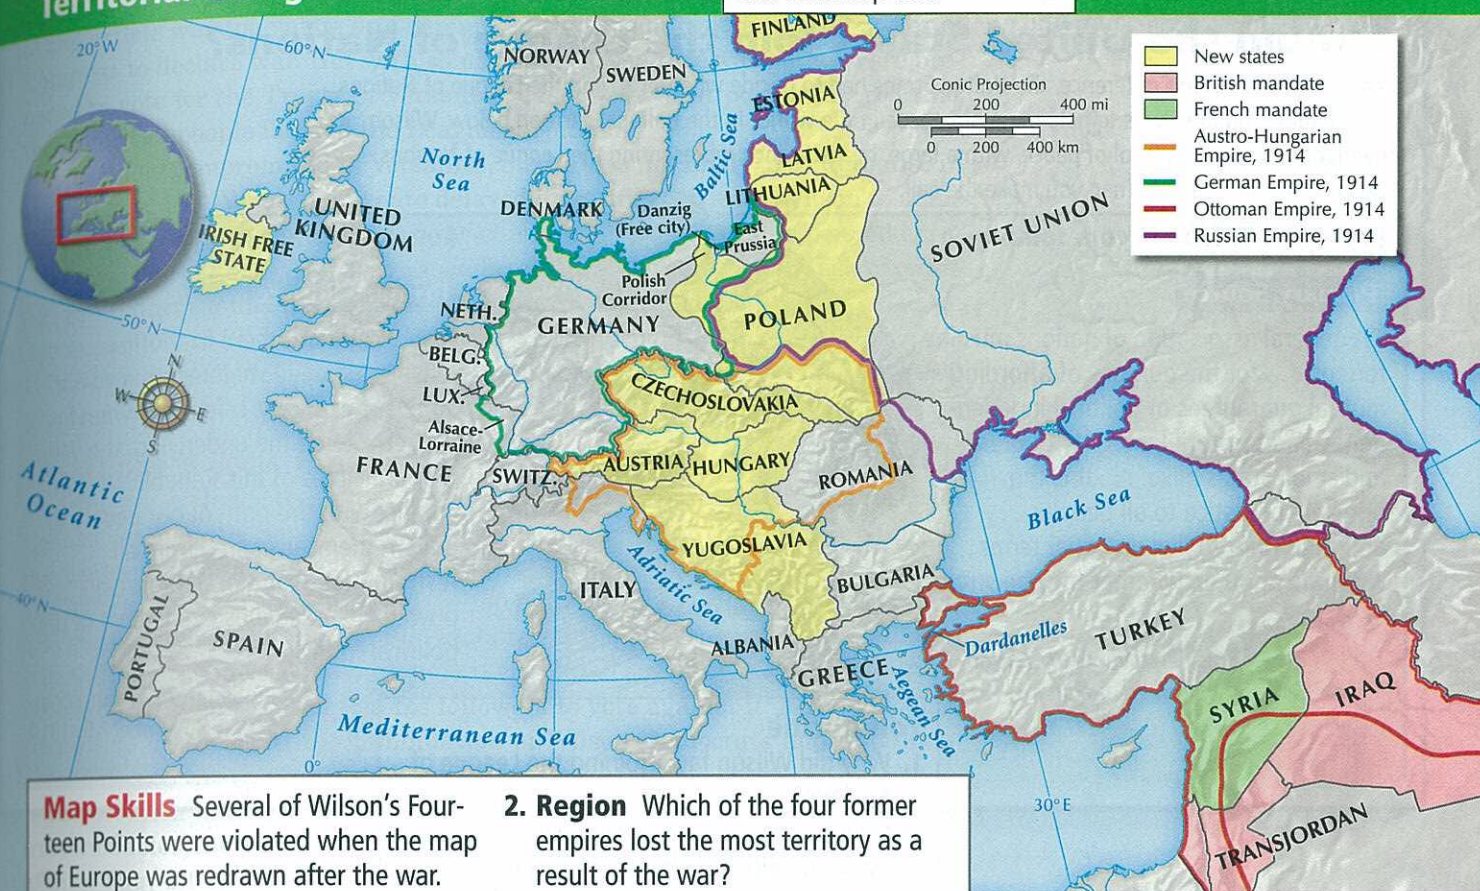 20°W
60°N
NORWAY
SWEDEN
FINLAND
ESTONIA
LATVIA
LITHUANIA
Baltic Sea
North
Sea
DENMARK
Danzig
(Free city)
East
Prussia
Polish
Corridor
UNITED
KINGDOM
IRISH FREE
STATE
50°N
NETH.
GERMANY
POLAND
BELG.
LUX.
Alsace-
Lorraine
CZECHOSLOVAKIA
FRANCE
SWITZ.
AUSTRIA
HUNGARY
ROMANIA
SOVIET UNION
Conic Projection
0 200 400 mi
0 200 400 km
New states
British mandate
French mandate
Austro-Hungarian
Empire, 1914
German Empire, 1914
Ottoman Empire, 1914
Russian Empire, 1914
N
W
E
S
Atlantic
Ocean
Black Sea
YUGOSLAVIA
Adriatic Sea
ITALY
BULGARIA
ALBANIA
GREECE
Aegean Sea
Dardanelles
TURKEY
SYRIA
IRAQ
TRANSJORDAN
40°N
PORTUGAL
SPAIN
Mediterranean Sea
0°
30°E
Map Skills Several of Wilson's Four-
teen Points were violated when the map
of Europe was redrawn after the war.
2. Region Which of the four former
empires lost the most territory as a
result of the war?